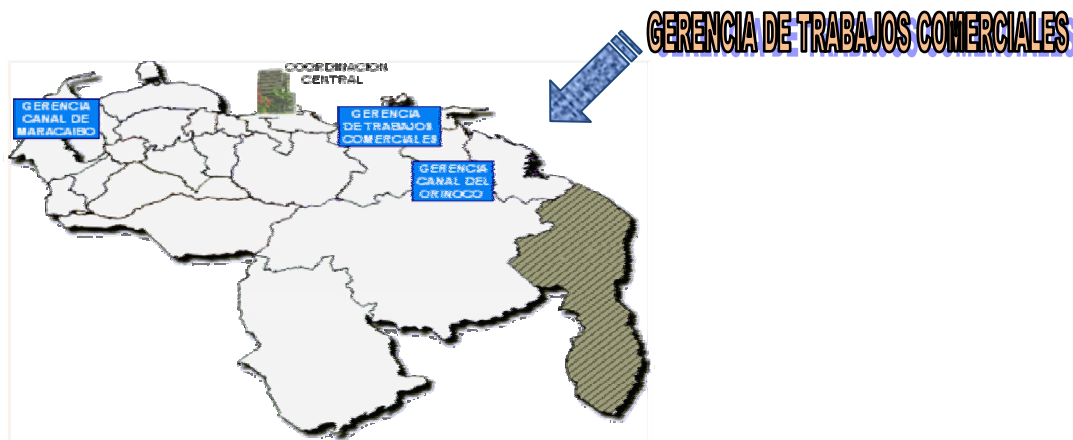 GERENCIA DE TRABAJOS COMERCIALES
COORDINACION
CENTRAL
GERENCIA
CANAL DE
MARACAIBO
GERENCIA
DE TRABAJOS
COMERCIALES
GERENCIA
CANAL DEL
ORINOCO